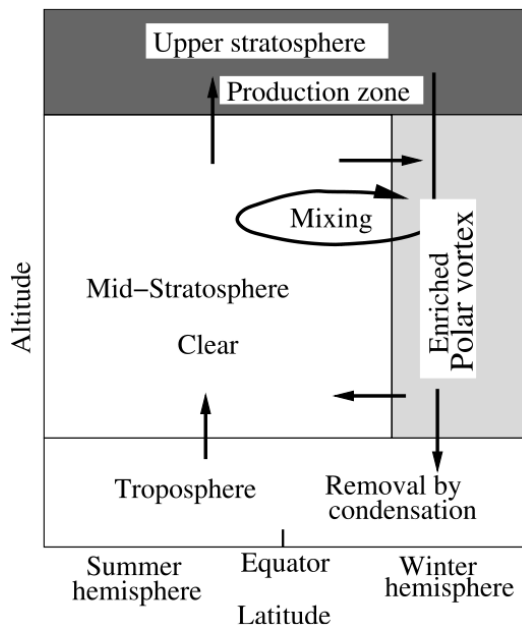 Upper stratosphere
Production zone
Mixing
Enriched
Polar vortex
Mid−Stratosphere
Clear
Altitude
Troposphere
Removal by
condensation
Summer
hemisphere
Equator
Winter
hemisphere
Latitude